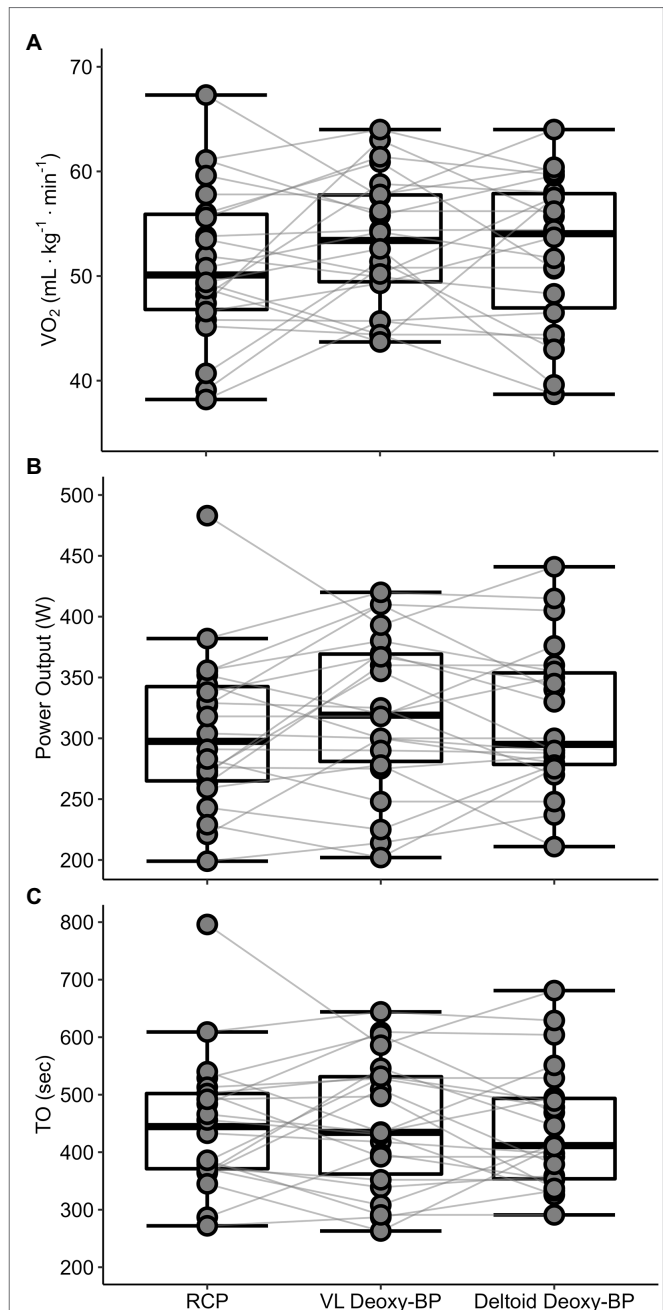 A
70
60
50
40
VO₂ (mL · kg⁻¹ · min⁻¹)
B
500
450
400
350
300
250
200
Power Output (W)
C
800
700
600
500
400
300
200
TO (sec)
RCP VL Deoxy-BP Deltoid Deoxy-BP